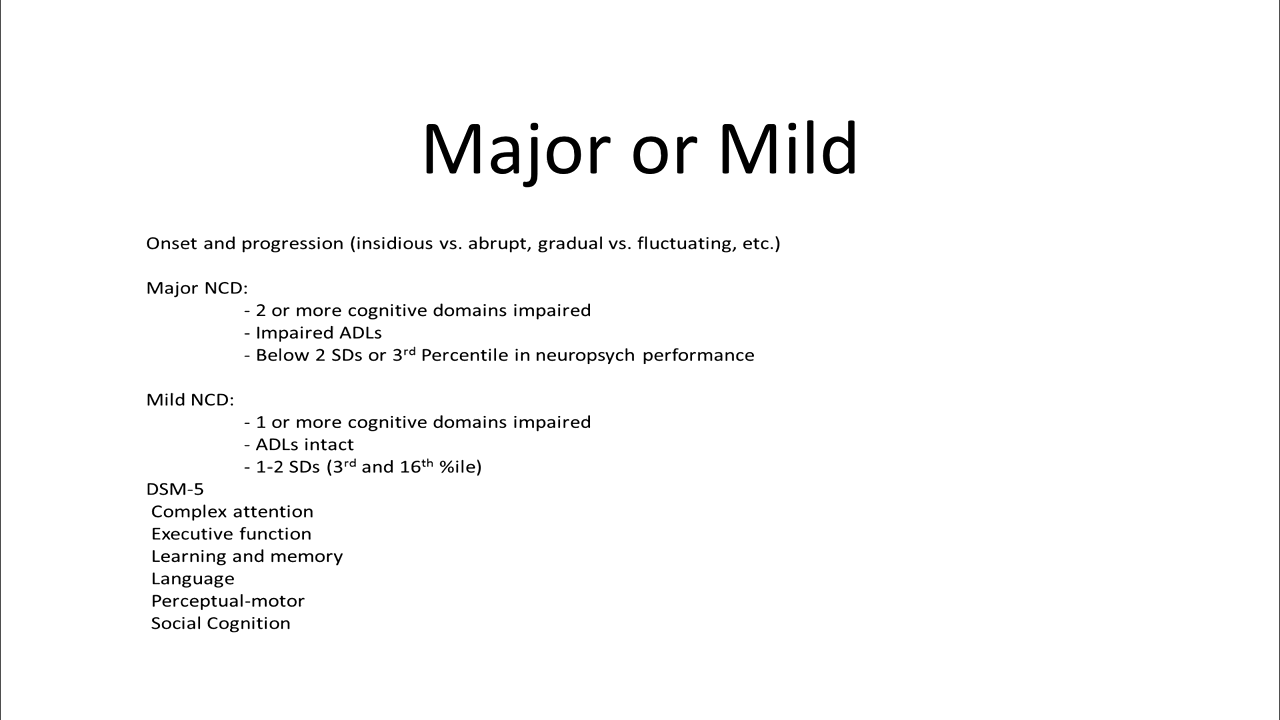 Major or Mild
Onset and progression (insidious vs. abrupt, gradual vs. fluctuating, etc.)
Major NCD:
- 2 or more cognitive domains impaired
- Impaired ADLs
- Below 2 SDs or 3rd Percentile in neuropsych performance
Mild NCD:
- 1 or more cognitive domains impaired
- ADLs intact
- 1-2 SDs (3rd and 16th %ile)
DSM-5
Complex attention
Executive function
Learning and memory
Language
Perceptual-motor
Social Cognition